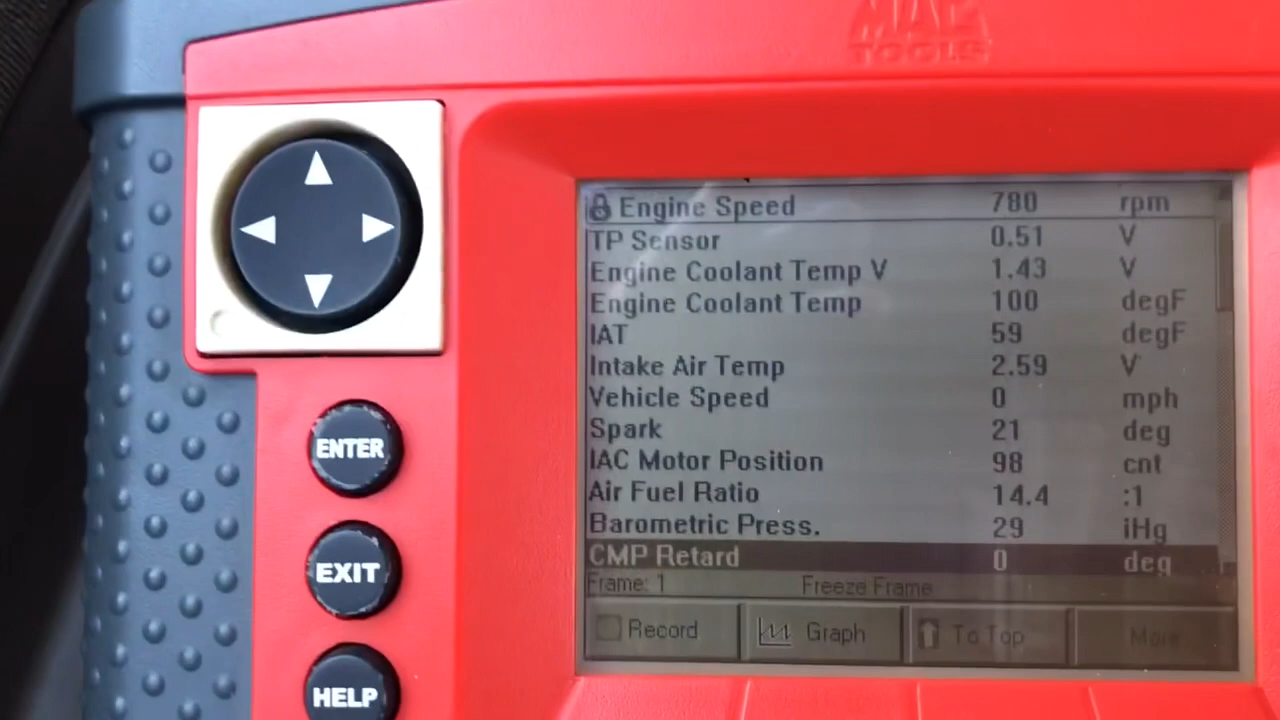 MAC
TOOLS
Engine Speed 780 rpm
TP Sensor 0.51 V
Engine Coolant Temp V 1.43 V
Engine Coolant Temp 100 degF
IAT 59 degF
Intake Air Temp 2.59 V
Vehicle Speed 0 mph
Spark 21 deg
IAC Motor Position 98 cnt
Air Fuel Ratio 14.4 :1
Barometric Press. 29 iHg
CMP Retard 0 deg
Frame: 1 Freeze Frame
Record Graph To Top More
ENTER
EXIT
HELP